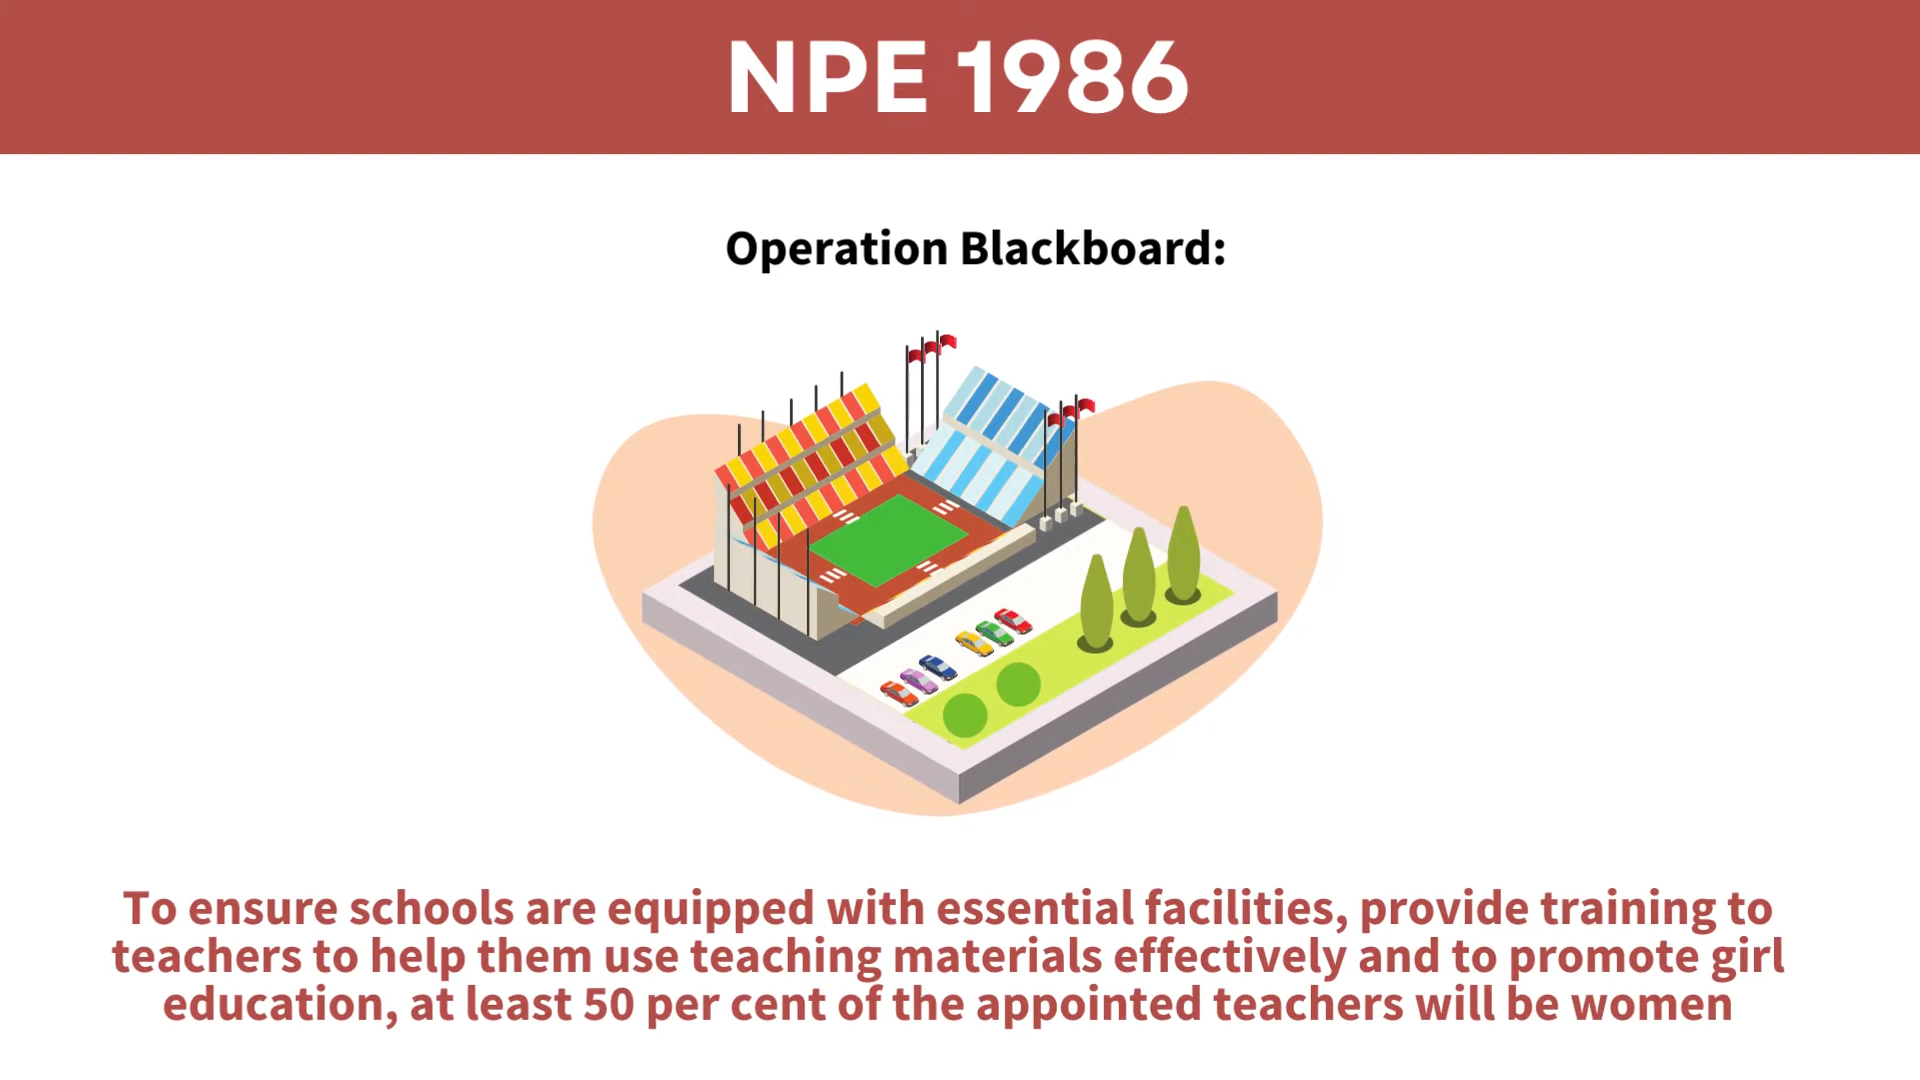 NPE 1986
Operation Blackboard:
To ensure schools are equipped with essential facilities, provide training to
teachers to help them use teaching materials effectively and to promote girl
education, at least 50 per cent of the appointed teachers will be women